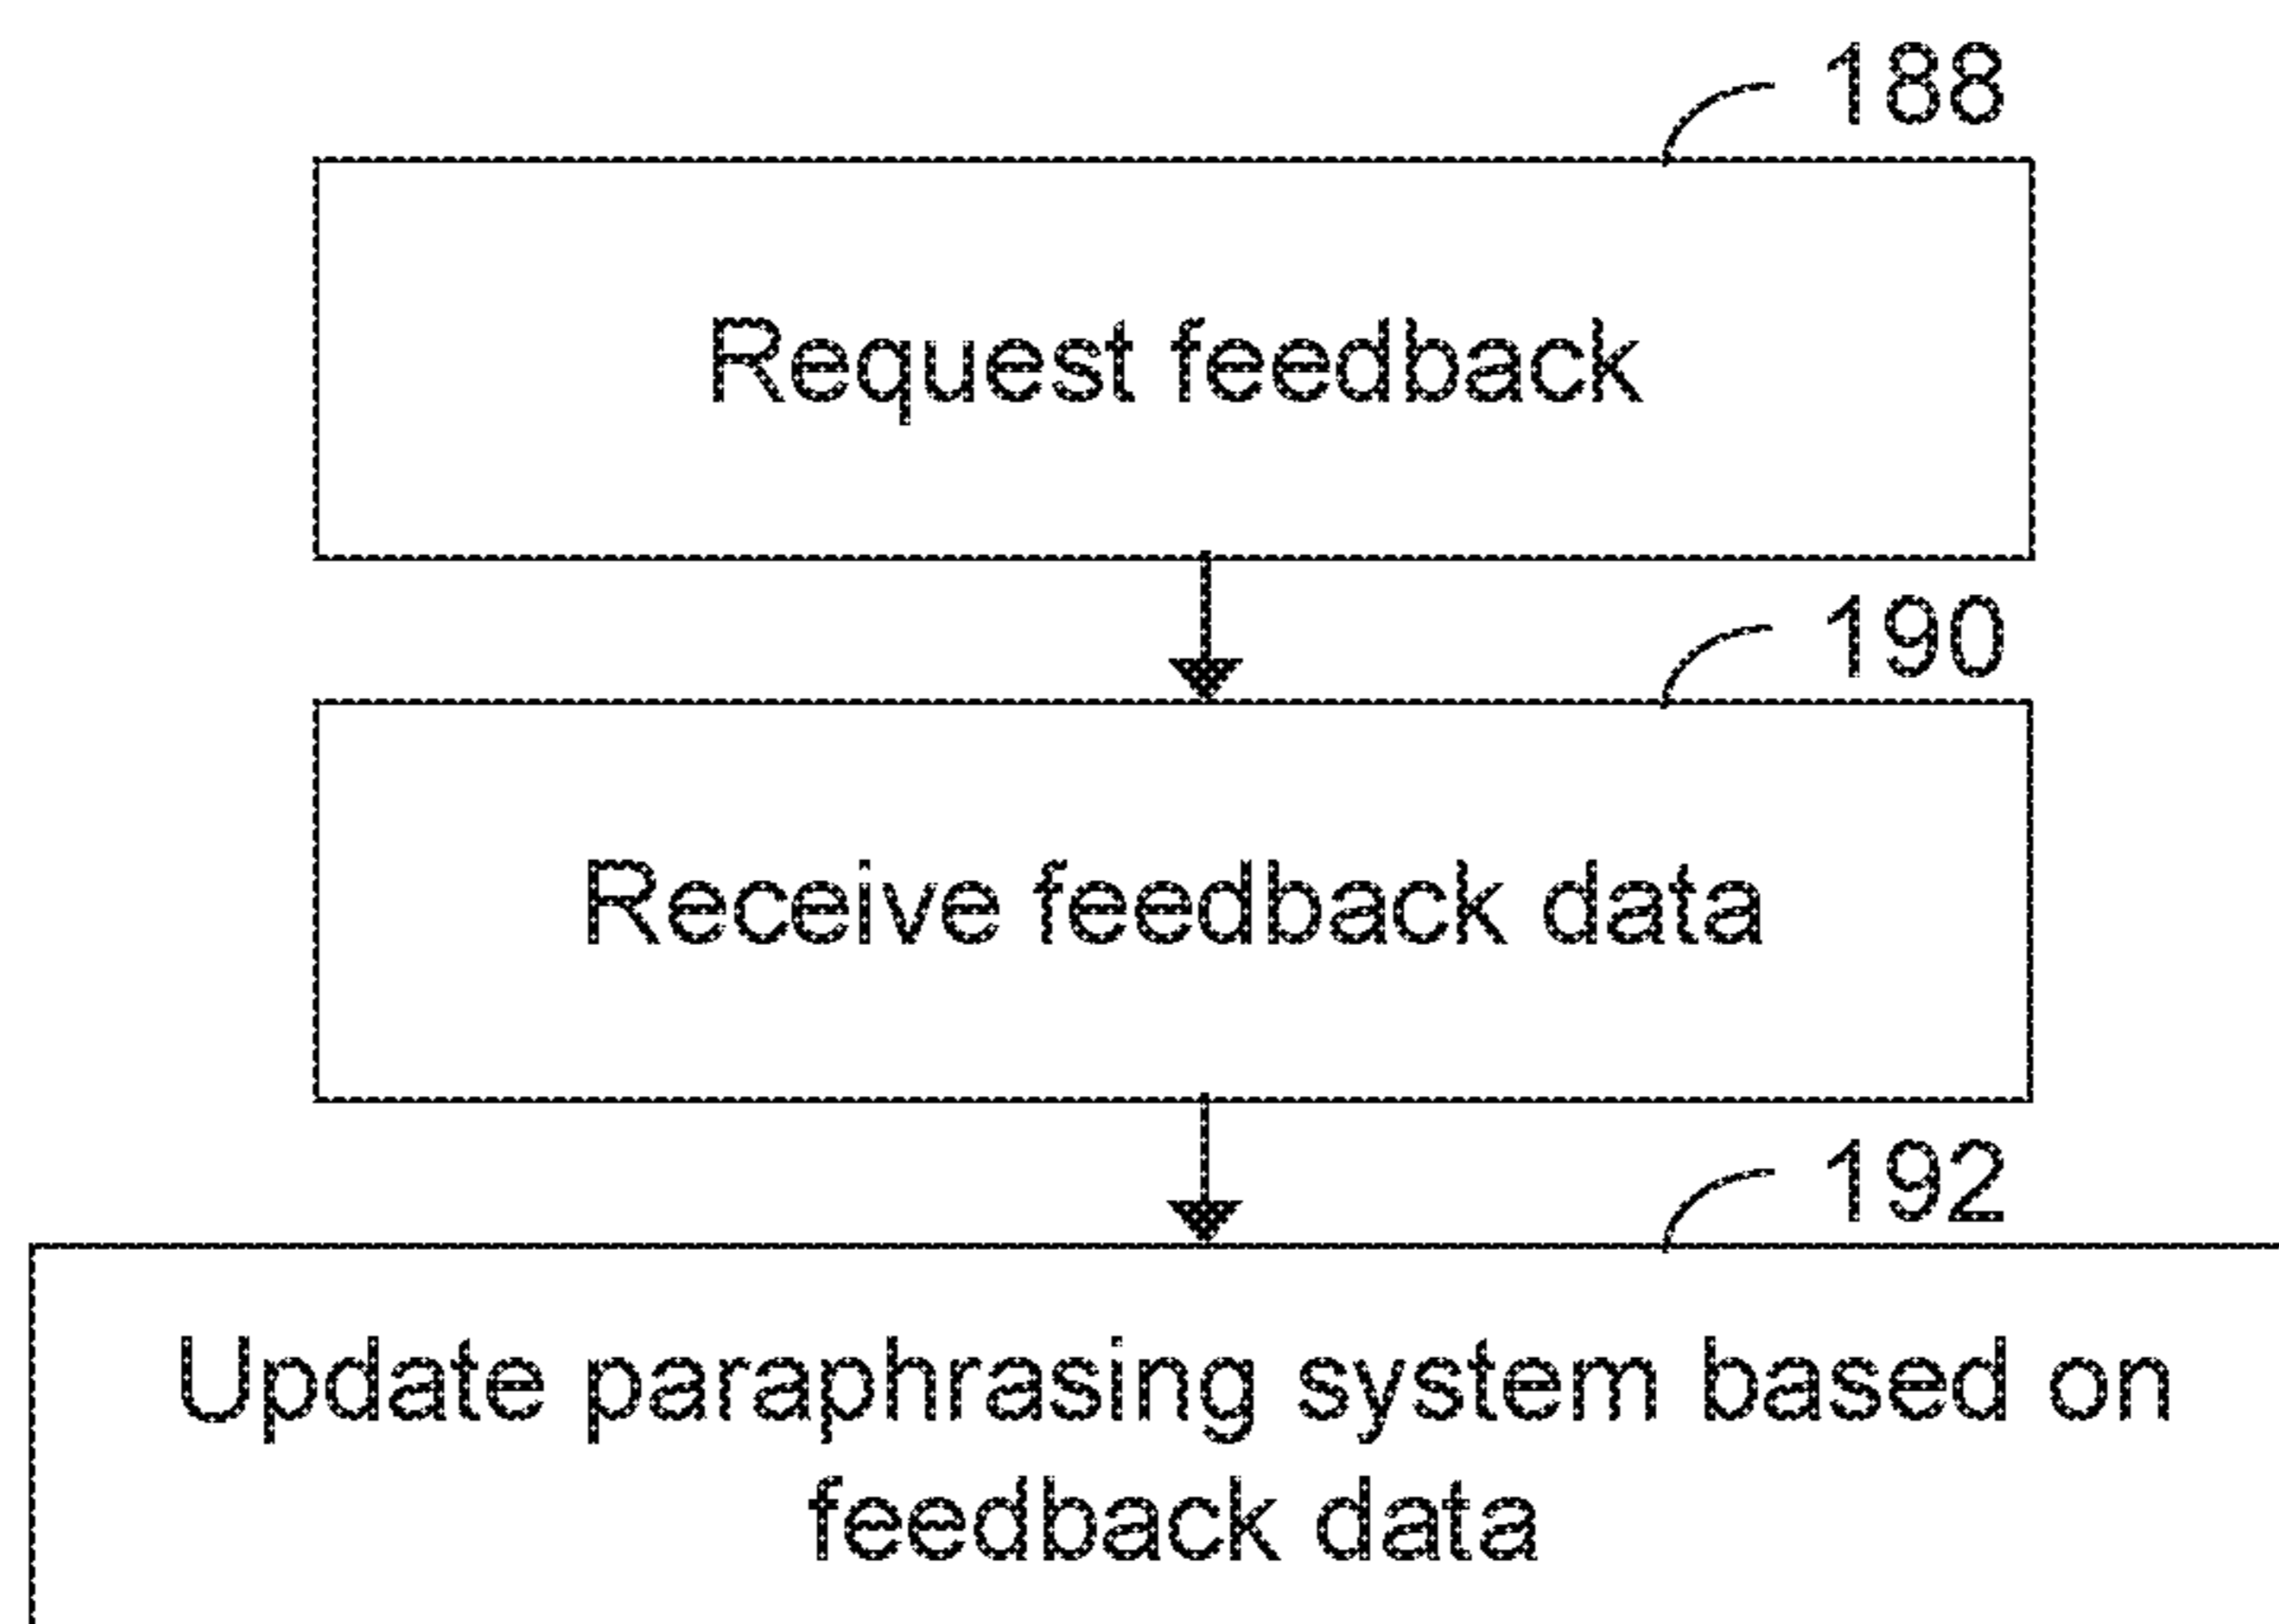 188
Request feedback
190
Receive feedback data
192
Update paraphrasing system based on
feedback data